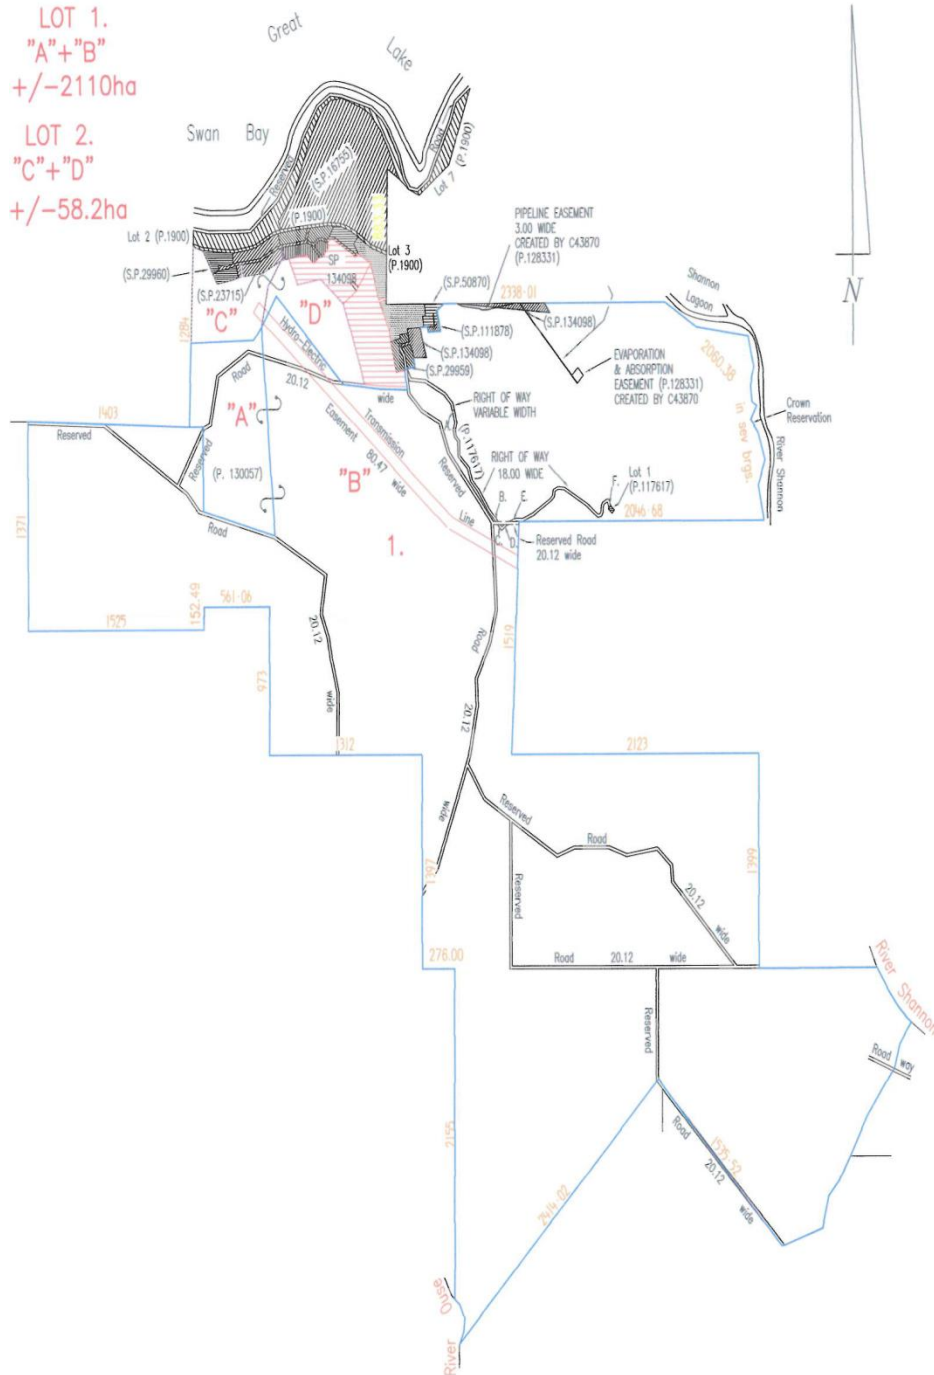 LOT 1.
"A"+"B"
+/-2110ha
LOT 2.
"C"+"D"
+/-58.2ha
Great
Lake
Swan Bay
Reserved
Road
(S.P.16755)
(P.1900)
Lot 7 (P.1900)
Lot 2 (P.1900)
Lot 3
(P.1900)
(S.P.29960)
(S.P.23715)
SP
134098
"C"
"D"
1284
PIPELINE EASEMENT
3.00 WIDE
CREATED BY C43870
(P.128331)
(S.P.50870)
2338·01
(S.P.111878)
(S.P.134098)
(S.P.134098)
(S.P.29959)
Shannon
Lagoon
N
2060.38
in sev brgs.
Crown
Reservation
River Shannon
EVAPORATION
& ABSORPTION
EASEMENT (P.128331)
CREATED BY C43870
Hydro-Electric
Transmission
Line
Easement 80.47 wide
Road
20.12
wide
RIGHT OF WAY
VARIABLE WIDTH
(P.117617)
Reserved
RIGHT OF WAY
18.00 WIDE
Lot 1
(P.117617)
B.
E.
F.
C.
D.
2046·68
Reserved Road
20.12 wide
1403
Reserved
"A"
Reserved
(P. 130057)
"B"
1.
Road
1371
1525
152.49
561·06
973
20.12
wide
1312
1519
Road
20.12
wide
2123
1397
Reserved
Road
20.12
wide
1399
Reserved
Road 20.12 wide
276.00
River Shannon
Road way
Reserved
2155
2414·02
Road
20.12
wide
1535·52
River Ouse